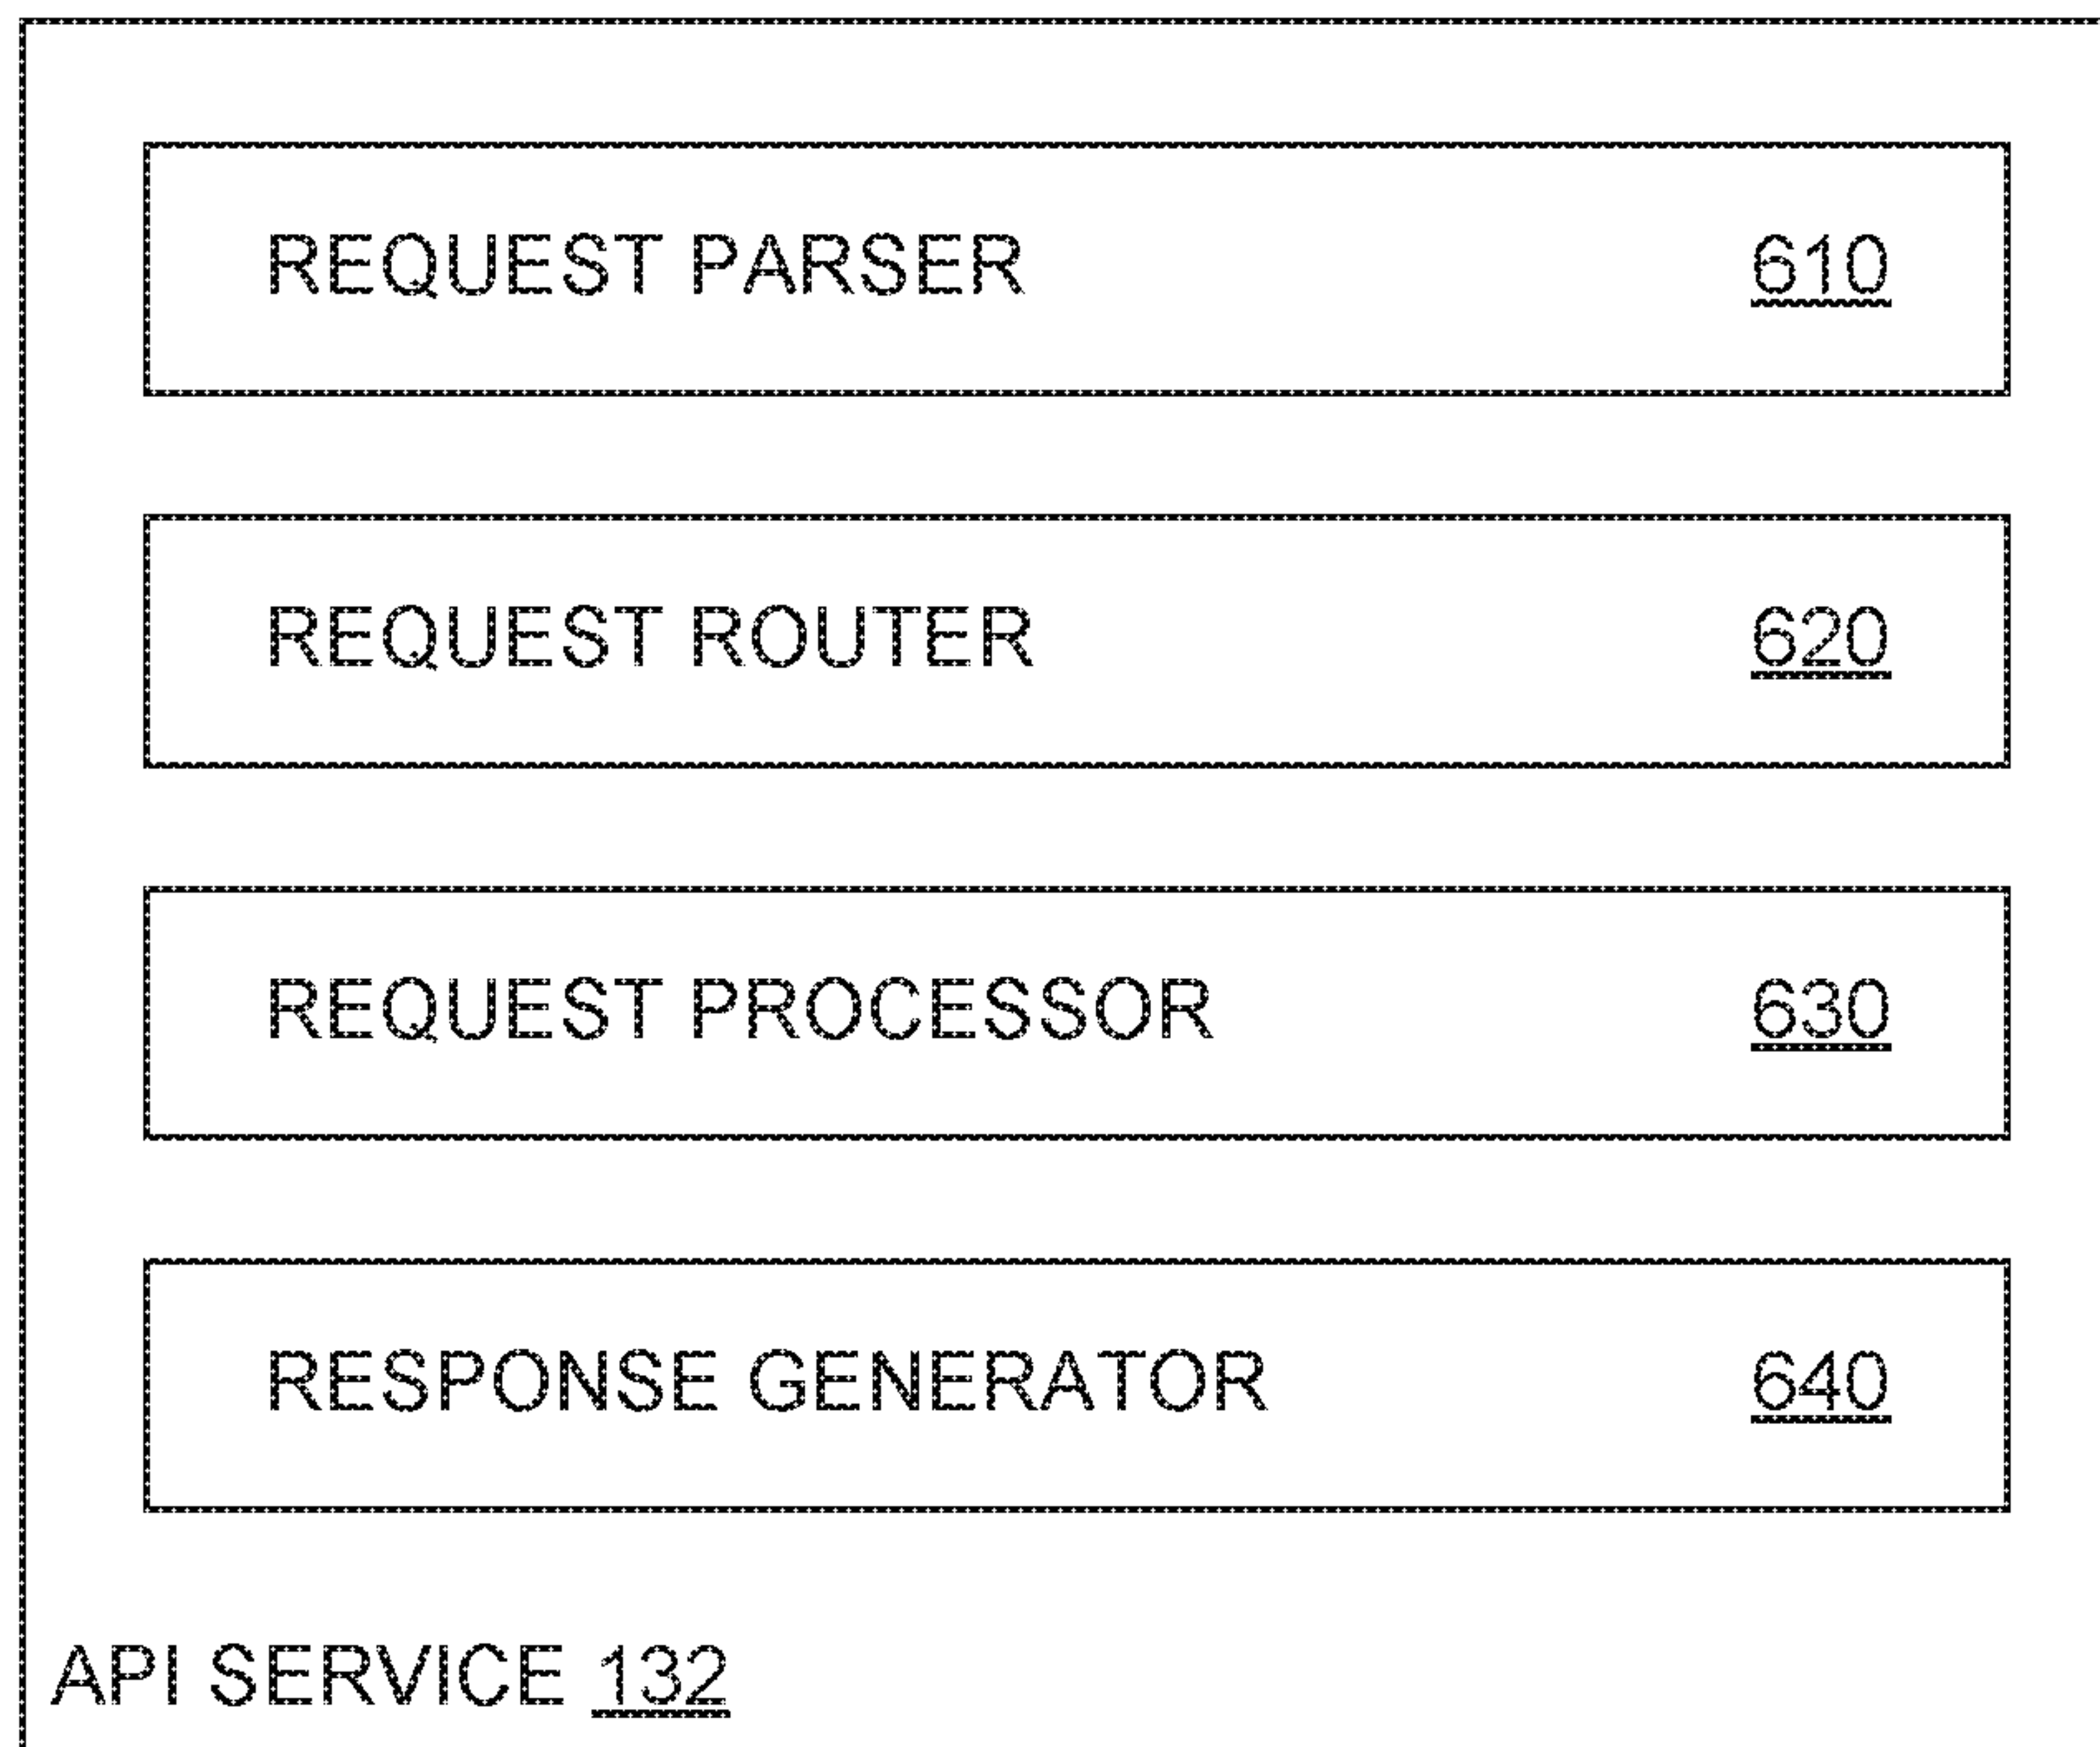 REQUEST PARSER 610
REQUEST ROUTER 620
REQUEST PROCESSOR 630
RESPONSE GENERATOR 640
API SERVICE 132